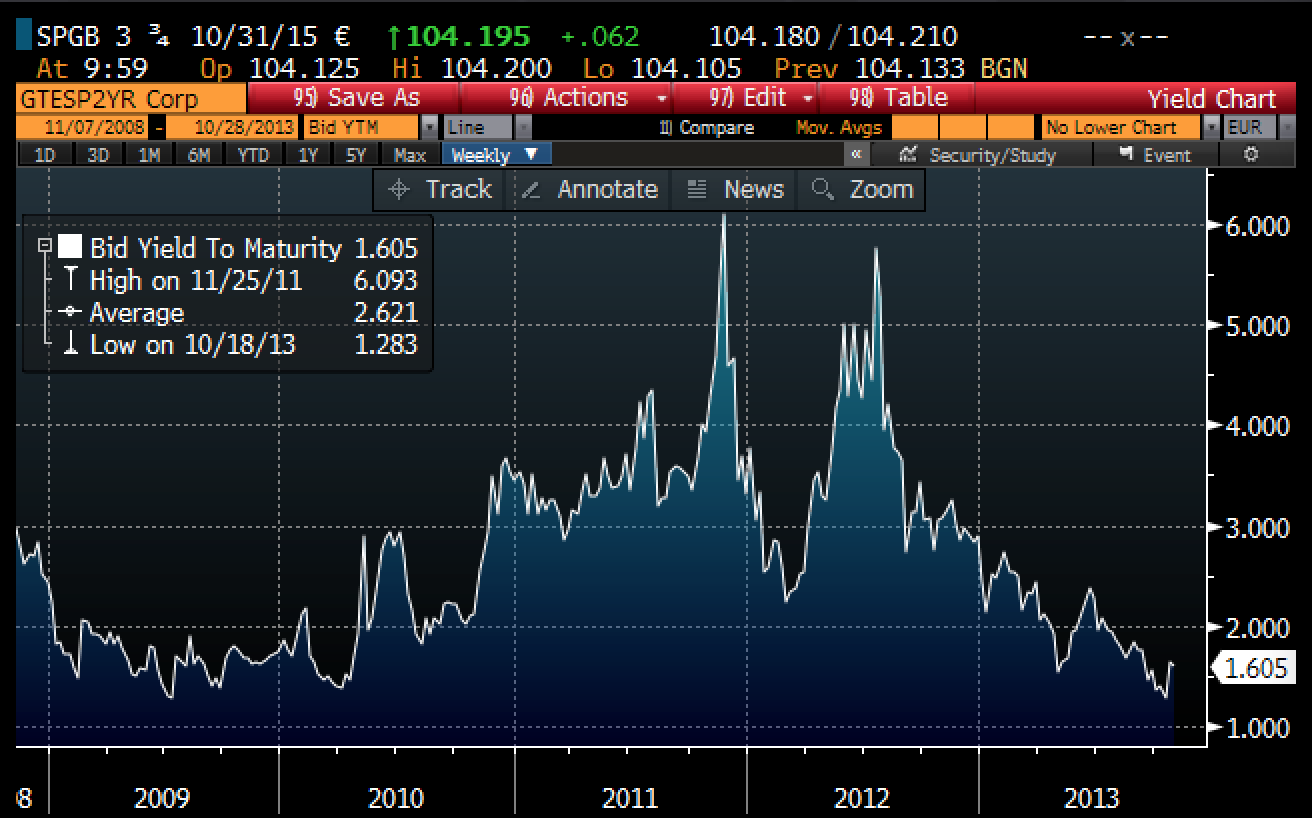 SPGB 3 ¾ 10/31/15 € ↑104.195 +.062 104.180/104.210 --x--
At 9:59 Op 104.125 Hi 104.200 Lo 104.105 Prev 104.133 BGN
GTESP2YR Corp 95) Save As 96) Actions 97) Edit 98) Table Yield Chart
11/07/2008 - 10/28/2013 Bid YTM Line 11) Compare Mov. Avgs No Lower Chart EUR
1D 3D 1M 6M YTD 1Y 5Y Max Weekly ▼ « Security/Study Event
Track Annotate News Zoom
Bid Yield To Maturity 1.605
High on 11/25/11 6.093
Average 2.621
Low on 10/18/13 1.283
6.000
5.000
4.000
3.000
2.000
1.605
1.000
8 2009 2010 2011 2012 2013